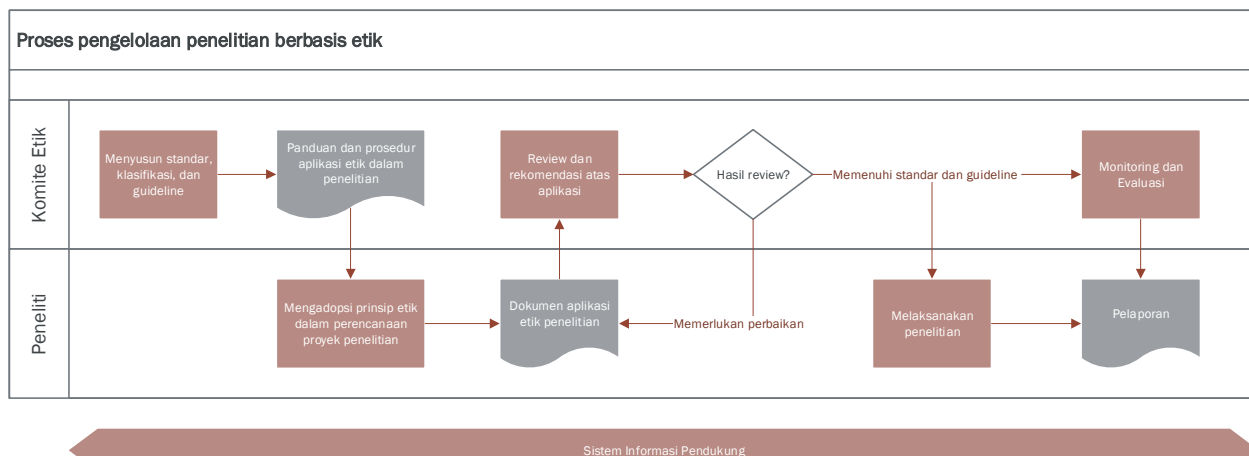 Proses pengelolaan penelitian berbasis etik
Komite Etik
Menyusun standar,
klasifikasi, dan
guideline
Panduan dan prosedur
aplikasi etik dalam
penelitian
Review dan
rekomendasi atas
aplikasi
Hasil review?
Memenuhi standar dan guideline
Monitoring dan
Evaluasi
Peneliti
Mengadopsi prinsip etik
dalam perencanaan
proyek penelitian
Dokumen aplikasi
etik penelitian
Memerlukan perbaikan
Melaksanakan
penelitian
Pelaporan
Sistem Informasi Pendukung